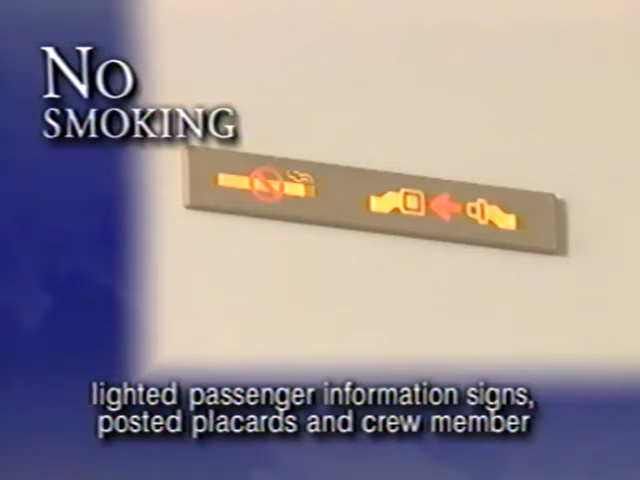 No
SMOKING
lighted passenger information signs,
posted placards and crew member